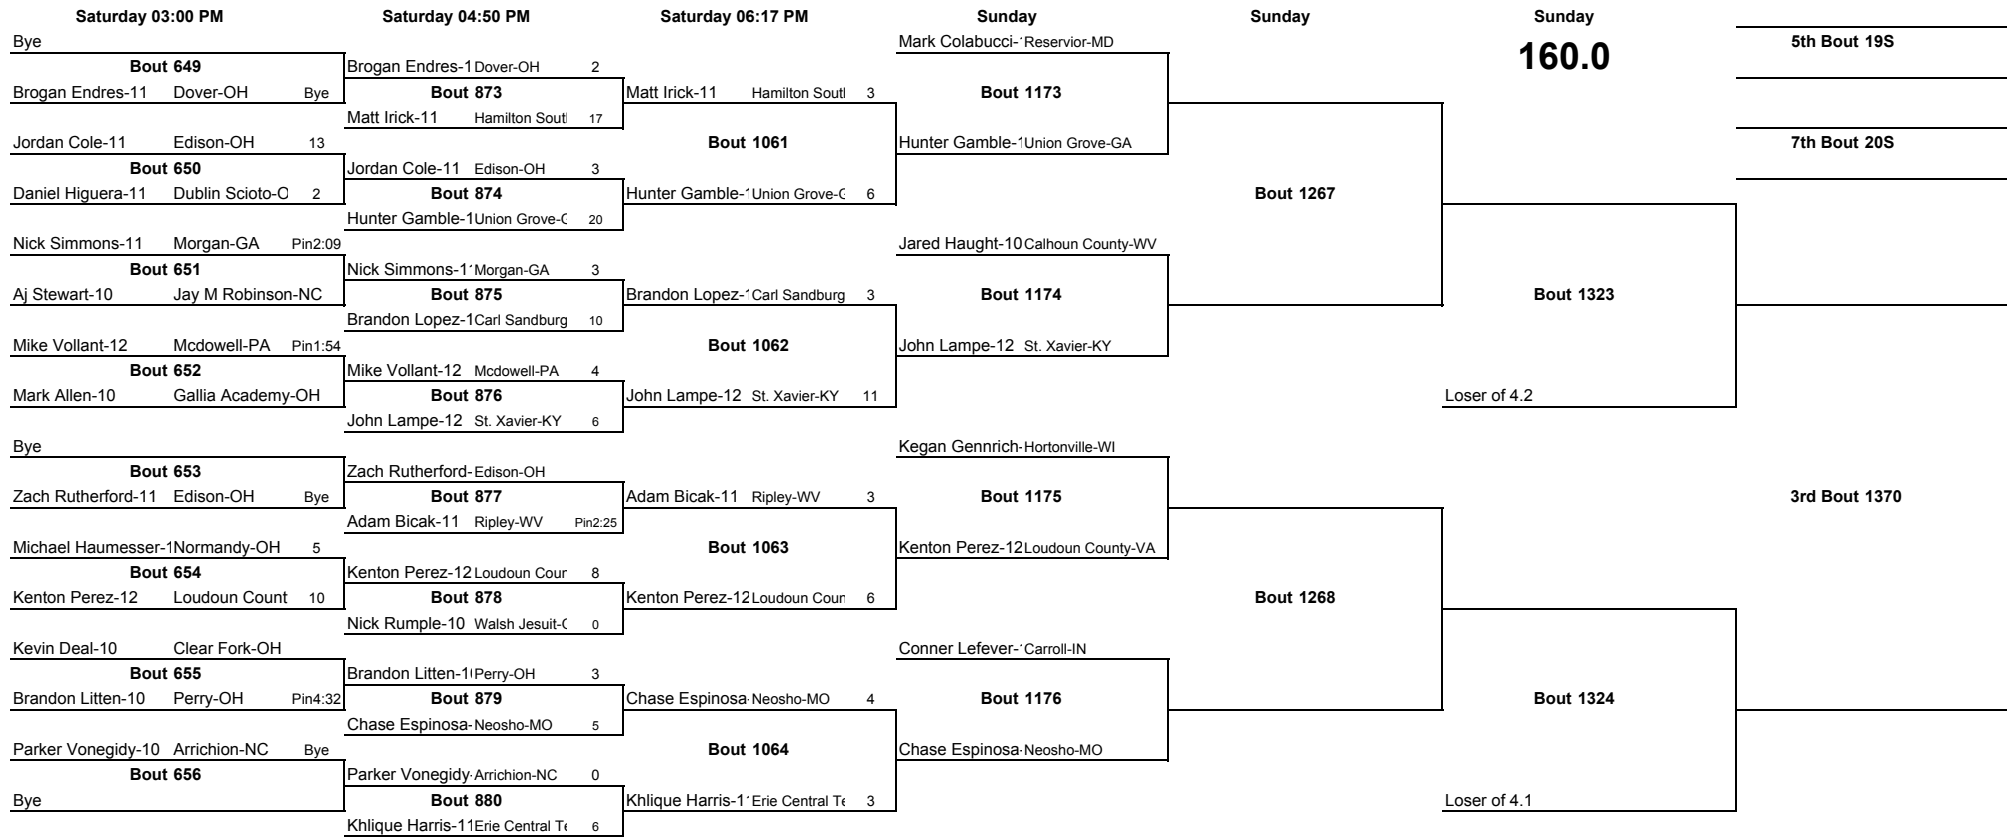 Saturday 03:00 PM Saturday 04:50 PM Saturday 06:17 PM Sunday Sunday Sunday
Bye Mark Colabucci- Reservior-MD 160.0 5th Bout 19S
Bout 649 Brogan Endres-1 Dover-OH 2
Brogan Endres-11 Dover-OH Bye Bout 873 Matt Irick-11 Hamilton Sout 3 Bout 1173
Matt Irick-11 Hamilton Sout 17
Jordan Cole-11 Edison-OH 13 Bout 1061 Hunter Gamble-1 Union Grove-GA 7th Bout 20S
Bout 650 Jordan Cole-11 Edison-OH 3
Daniel Higuera-11 Dublin Scioto-O 2 Bout 874 Hunter Gamble- Union Grove-G 6 Bout 1267
Hunter Gamble-1 Union Grove-G 20
Nick Simmons-11 Morgan-GA Pin2:09 Jared Haught-10 Calhoun County-WV
Bout 651 Nick Simmons-1 Morgan-GA 3
Aj Stewart-10 Jay M Robinson-NC Bout 875 Brandon Lopez- Carl Sandburg 3 Bout 1174 Bout 1323
Brandon Lopez-1 Carl Sandburg 10
Mike Vollant-12 Mcdowell-PA Pin1:54 Bout 1062 John Lampe-12 St. Xavier-KY
Bout 652 Mike Vollant-12 Mcdowell-PA 4
Mark Allen-10 Gallia Academy-OH Bout 876 John Lampe-12 St. Xavier-KY 11 Loser of 4.2
John Lampe-12 St. Xavier-KY 6
Bye Kegan Gennrich- Hortonville-WI
Bout 653 Zach Rutherford- Edison-OH
Zach Rutherford-11 Edison-OH Bye Bout 877 Adam Bicak-11 Ripley-WV 3 Bout 1175 3rd Bout 1370
Adam Bicak-11 Ripley-WV Pin2:25
Michael Haumesser-1 Normandy-OH 5 Bout 1063 Kenton Perez-12 Loudoun County-VA
Bout 654 Kenton Perez-12 Loudoun Cour 8
Kenton Perez-12 Loudoun Count 10 Bout 878 Kenton Perez-12 Loudoun Cour 6 Bout 1268
Nick Rumple-10 Walsh Jesuit-O 0
Kevin Deal-10 Clear Fork-OH Conner Lefever- Carroll-IN
Bout 655 Brandon Litten-1 Perry-OH 3
Brandon Litten-10 Perry-OH Pin4:32 Bout 879 Chase Espinosa- Neosho-MO 4 Bout 1176 Bout 1324
Chase Espinosa- Neosho-MO 5
Parker Vonegidy-10 Arrichion-NC Bye Bout 1064 Chase Espinosa- Neosho-MO
Bout 656 Parker Vonegidy- Arrichion-NC 0
Bye Bout 880 Khlique Harris-1 Erie Central Te 3 Loser of 4.1
Khlique Harris-11 Erie Central Te 6